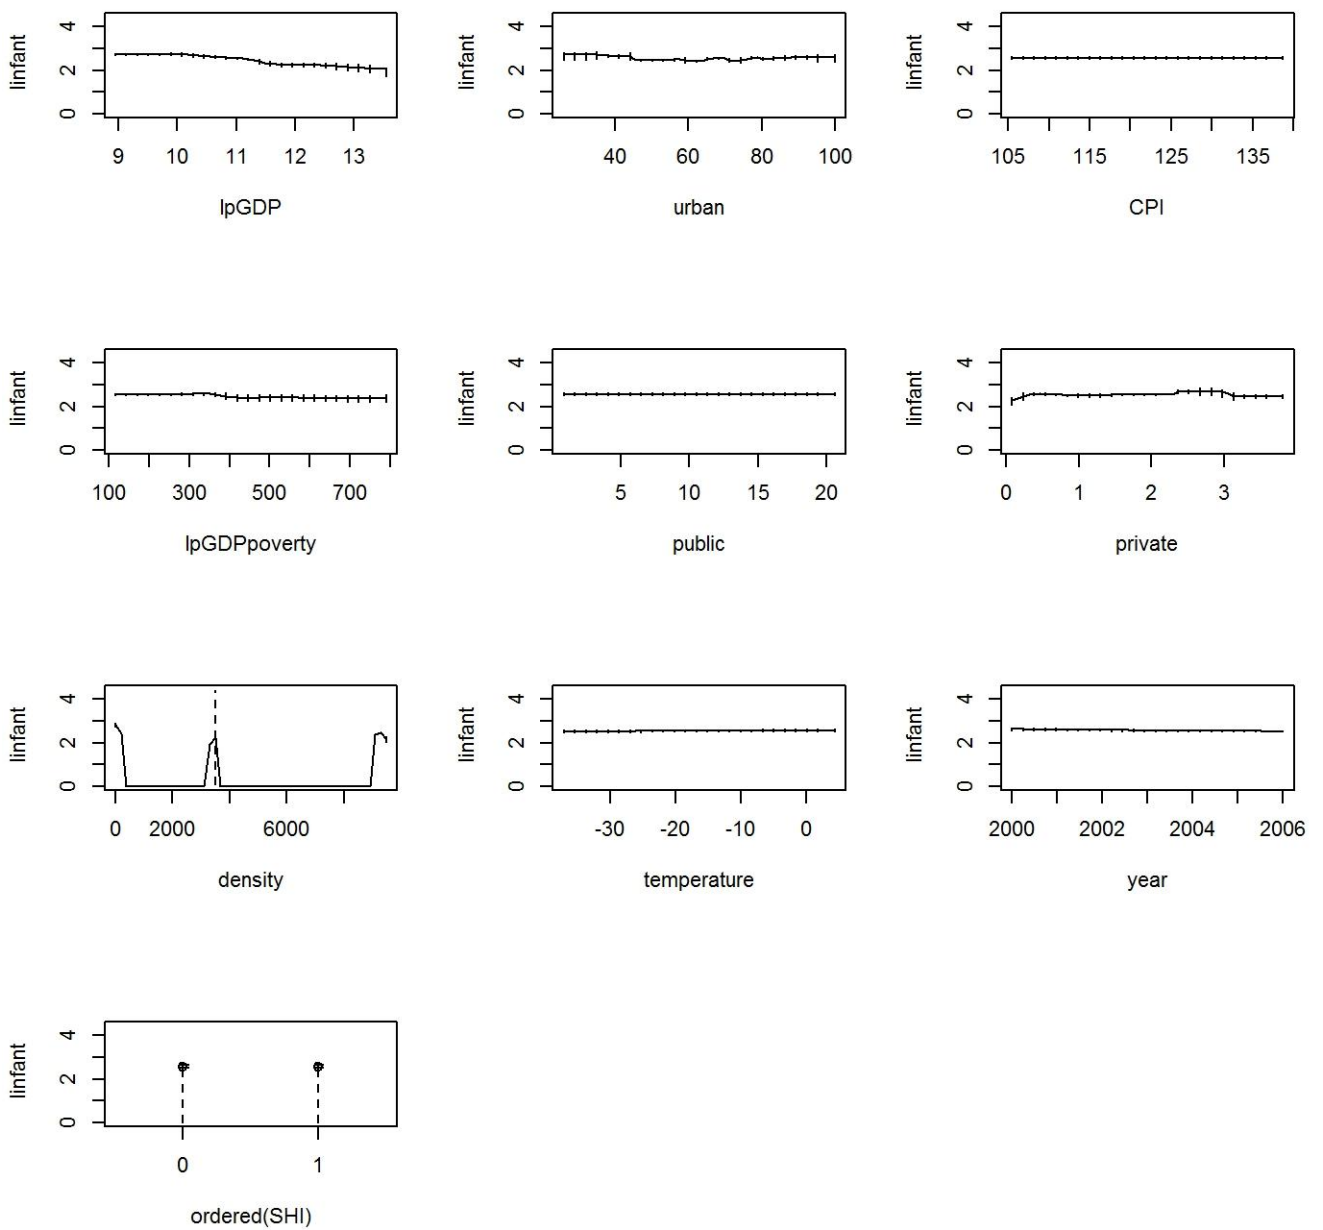 linfant
4
2
0
9 10 11 12 13
lpGDP
linfant
4
2
0
40 60 80 100
urban
linfant
4
2
0
105 115 125 135
CPI
linfant
4
2
0
100 300 500 700
lpGDPpoverty
linfant
4
2
0
5 10 15 20
public
linfant
4
2
0
0 1 2 3
private
linfant
4
2
0
0 2000 6000
density
linfant
4
2
0
-30 -20 -10 0
temperature
linfant
4
2
0
2000 2002 2004 2006
year
linfant
4
2
0
0 1
ordered(SHI)